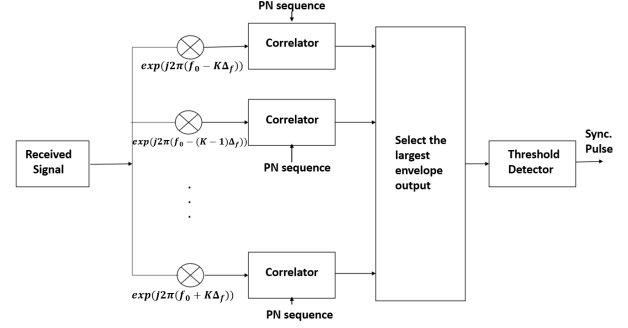 PN sequence
Correlator
exp(j2π(f₀ − KΔ_f))
Correlator
exp(j2π(f₀ − (K − 1)Δ_f))
PN sequence
Received
Signal
Select the
largest
envelope
output
Threshold
Detector
Sync.
Pulse
.
.
.
Correlator
exp(j2π(f₀ + KΔ_f))
PN sequence